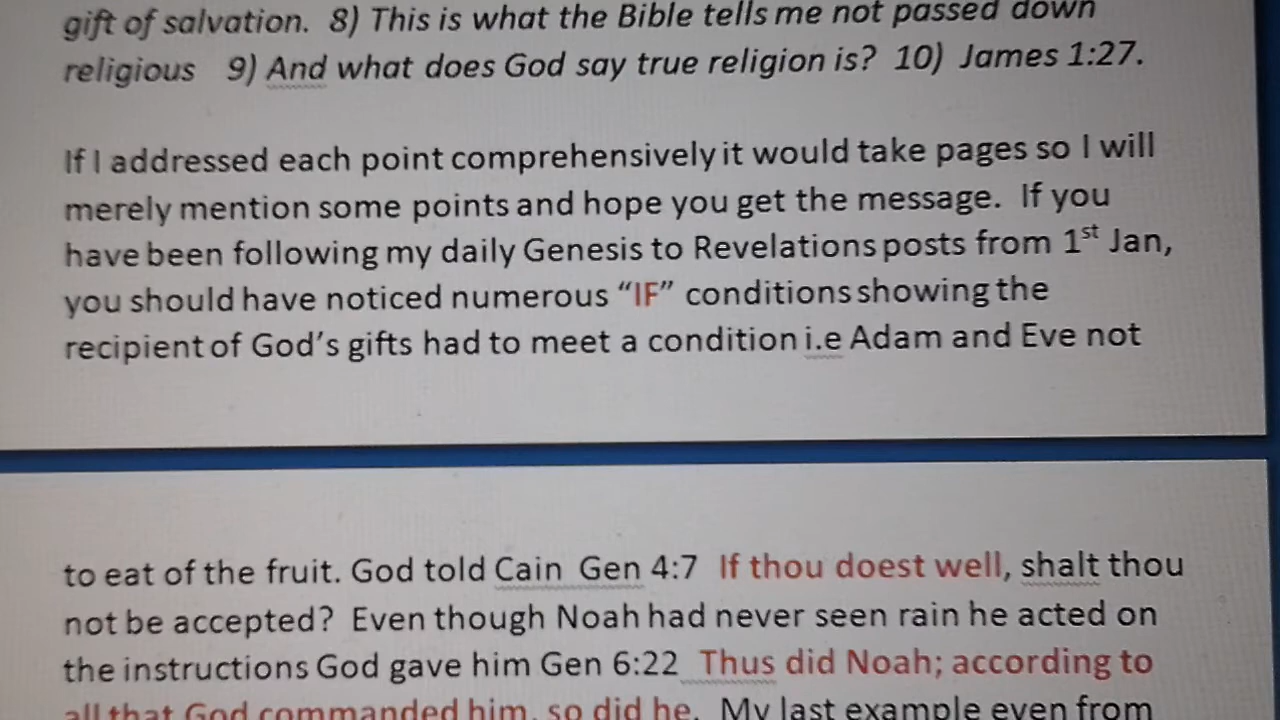 gift of salvation.  8) This is what the Bible tells me not passed down
religious   9) And what does God say true religion is?  10)  James 1:27.
If I addressed each point comprehensively it would take pages so I will
merely mention some points and hope you get the message.  If you
have been following my daily Genesis to Revelations posts from 1st Jan,
you should have noticed numerous “IF” conditions showing the
recipient of God’s gifts had to meet a condition i.e Adam and Eve not
to eat of the fruit. God told Cain  Gen 4:7  If thou doest well, shalt thou
not be accepted?  Even though Noah had never seen rain he acted on
the instructions God gave him Gen 6:22  Thus did Noah; according to
all that God commanded him, so did he.  My last example even from